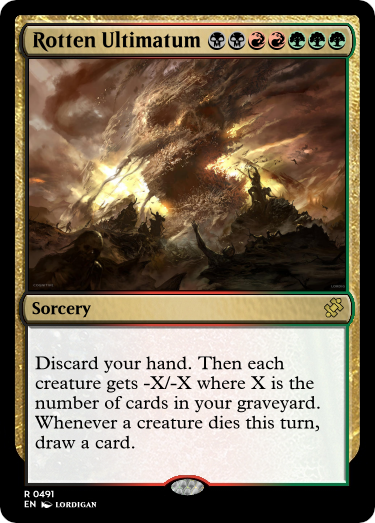 Rotten Ultimatum
Sorcery
Discard your hand. Then each
creature gets -X/-X where X is the
number of cards in your graveyard.
Whenever a creature dies this turn,
draw a card.
R 0491
EN LORDIGAN